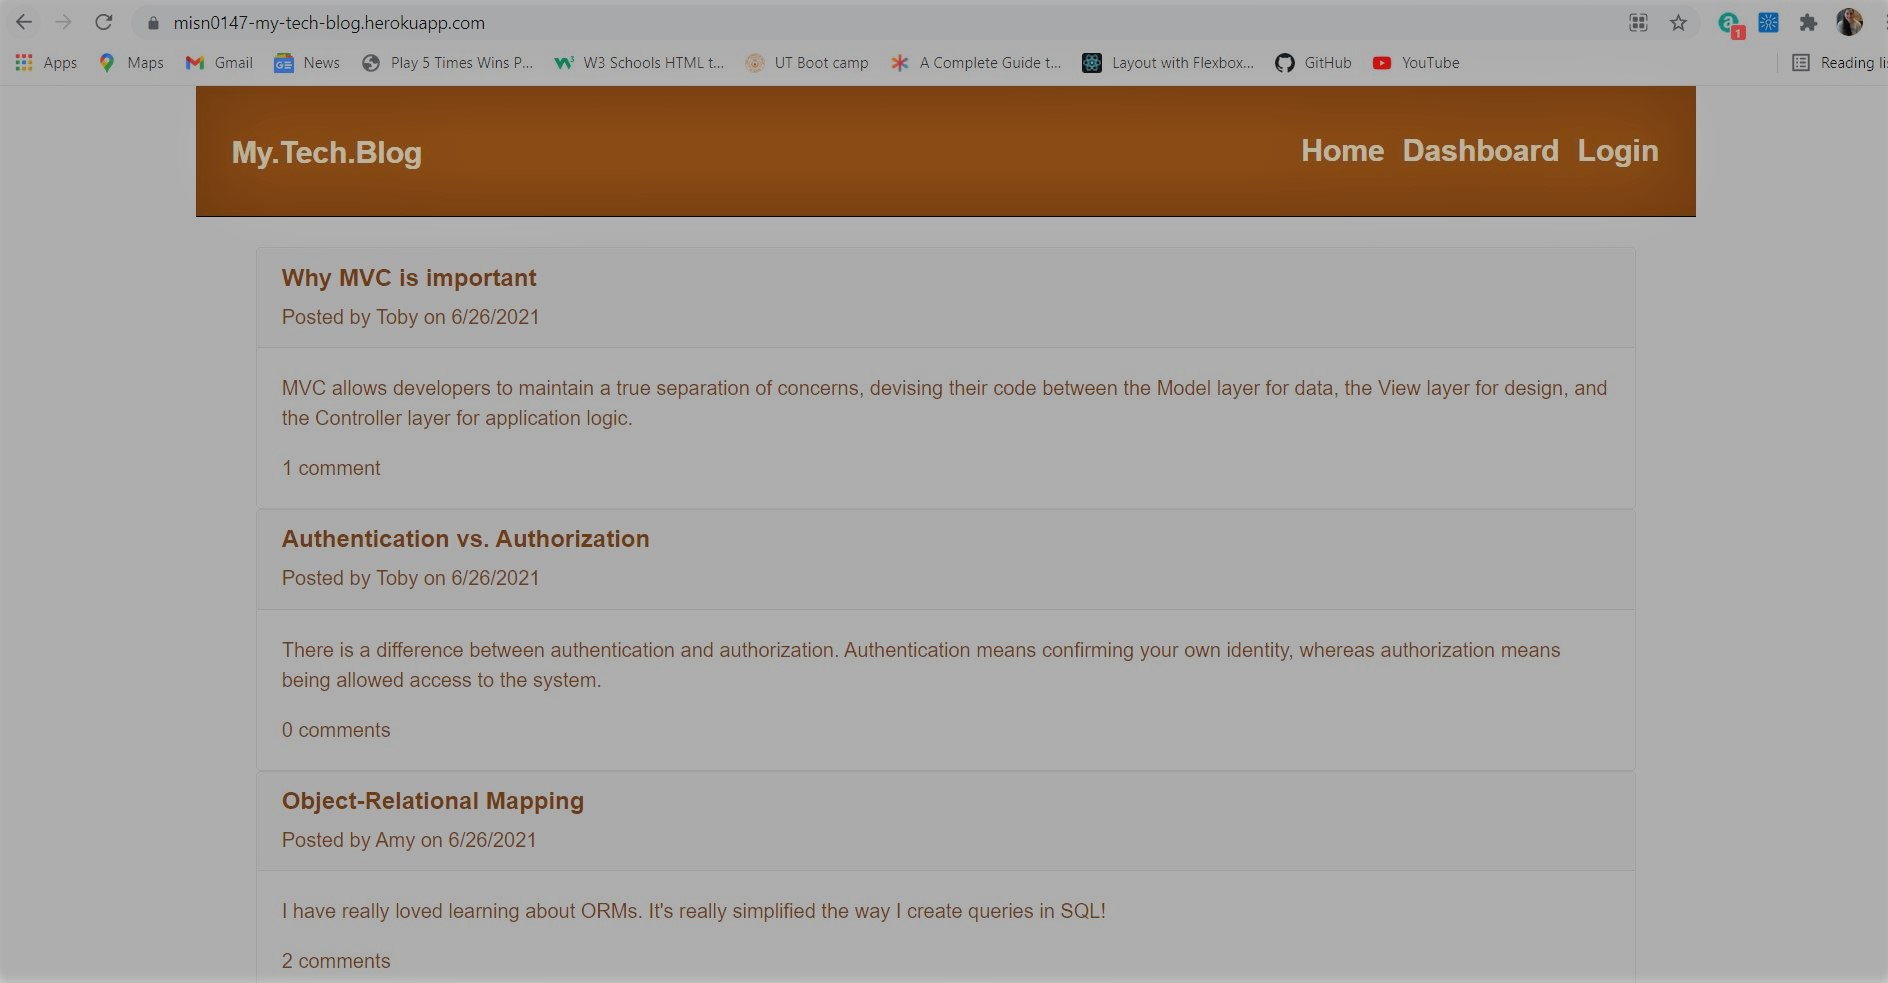 misn0147-my-tech-blog.herokuapp.com
1
Apps Maps Gmail News Play 5 Times Wins P... W3 Schools HTML t... UT Boot camp A Complete Guide t... Layout with Flexbox... GitHub YouTube Reading li
My.Tech.Blog
Home Dashboard Login
Why MVC is important
Posted by Toby on 6/26/2021
MVC allows developers to maintain a true separation of concerns, devising their code between the Model layer for data, the View layer for design, and
the Controller layer for application logic.
1 comment
Authentication vs. Authorization
Posted by Toby on 6/26/2021
There is a difference between authentication and authorization. Authentication means confirming your own identity, whereas authorization means
being allowed access to the system.
0 comments
Object-Relational Mapping
Posted by Amy on 6/26/2021
I have really loved learning about ORMs. It's really simplified the way I create queries in SQL!
2 comments